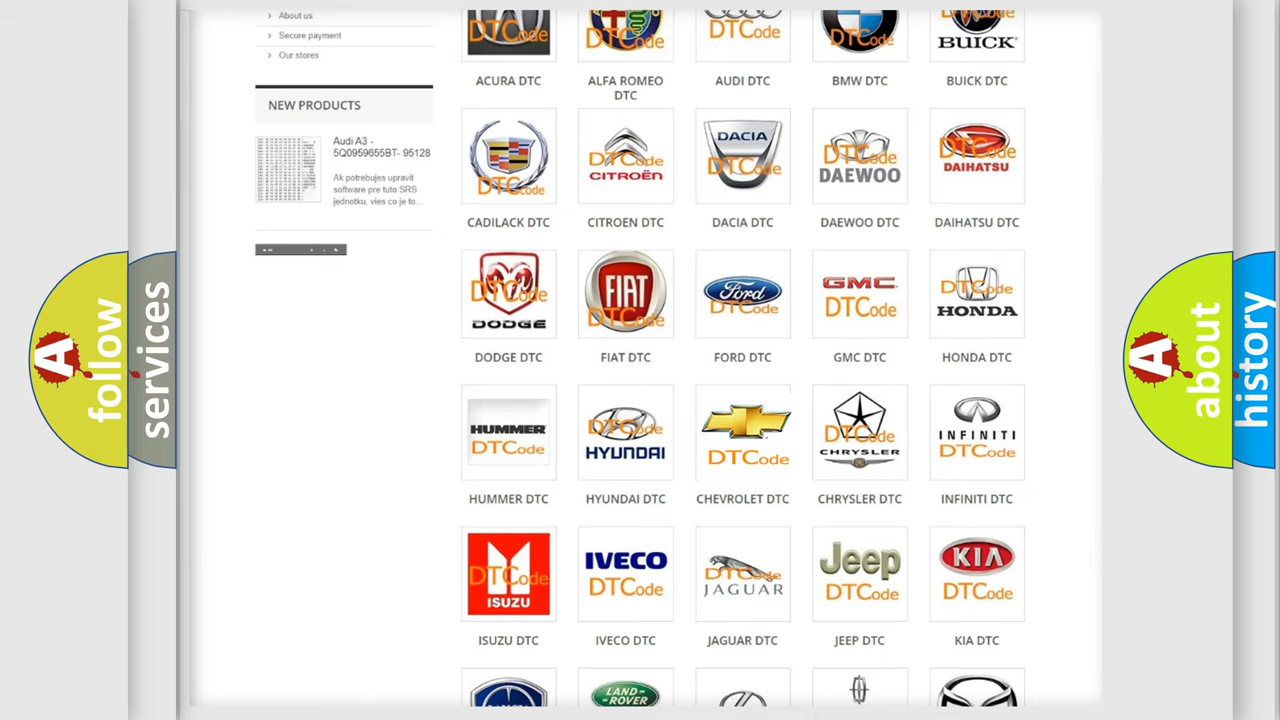 About us
Secure payment
Our stores
NEW PRODUCTS
Audi A3 -
5Q0959655BT- 95128
Ak potrebujes upravit
software pre tuto SRS
jednotku, vies co je to...
DTCode DTCode DTCode DTCode BUICK
ACURA DTC ALFA ROMEO DTC AUDI DTC BMW DTC BUICK DTC
DTCode DTCode CITROËN DACIA DTCode DTCode DAEWOO DTCode DAIHATSU
CADILACK DTC CITROEN DTC DACIA DTC DAEWOO DTC DAIHATSU DTC
DTCode DODGE FIAT DTCode Ford DTCode GMC DTCode DTCode HONDA
DODGE DTC FIAT DTC FORD DTC GMC DTC HONDA DTC
HUMMER DTCode DTCode HYUNDAI DTCode DTCode CHRYSLER INFINITI DTCode
HUMMER DTC HYUNDAI DTC CHEVROLET DTC CHRYSLER DTC INFINITI DTC
DTCode ISUZU IVECO DTCode DTCode JAGUAR Jeep DTCode KIA DTCode
ISUZU DTC IVECO DTC JAGUAR DTC JEEP DTC KIA DTC
LAND-
ROVER
A follow
services
A about
history